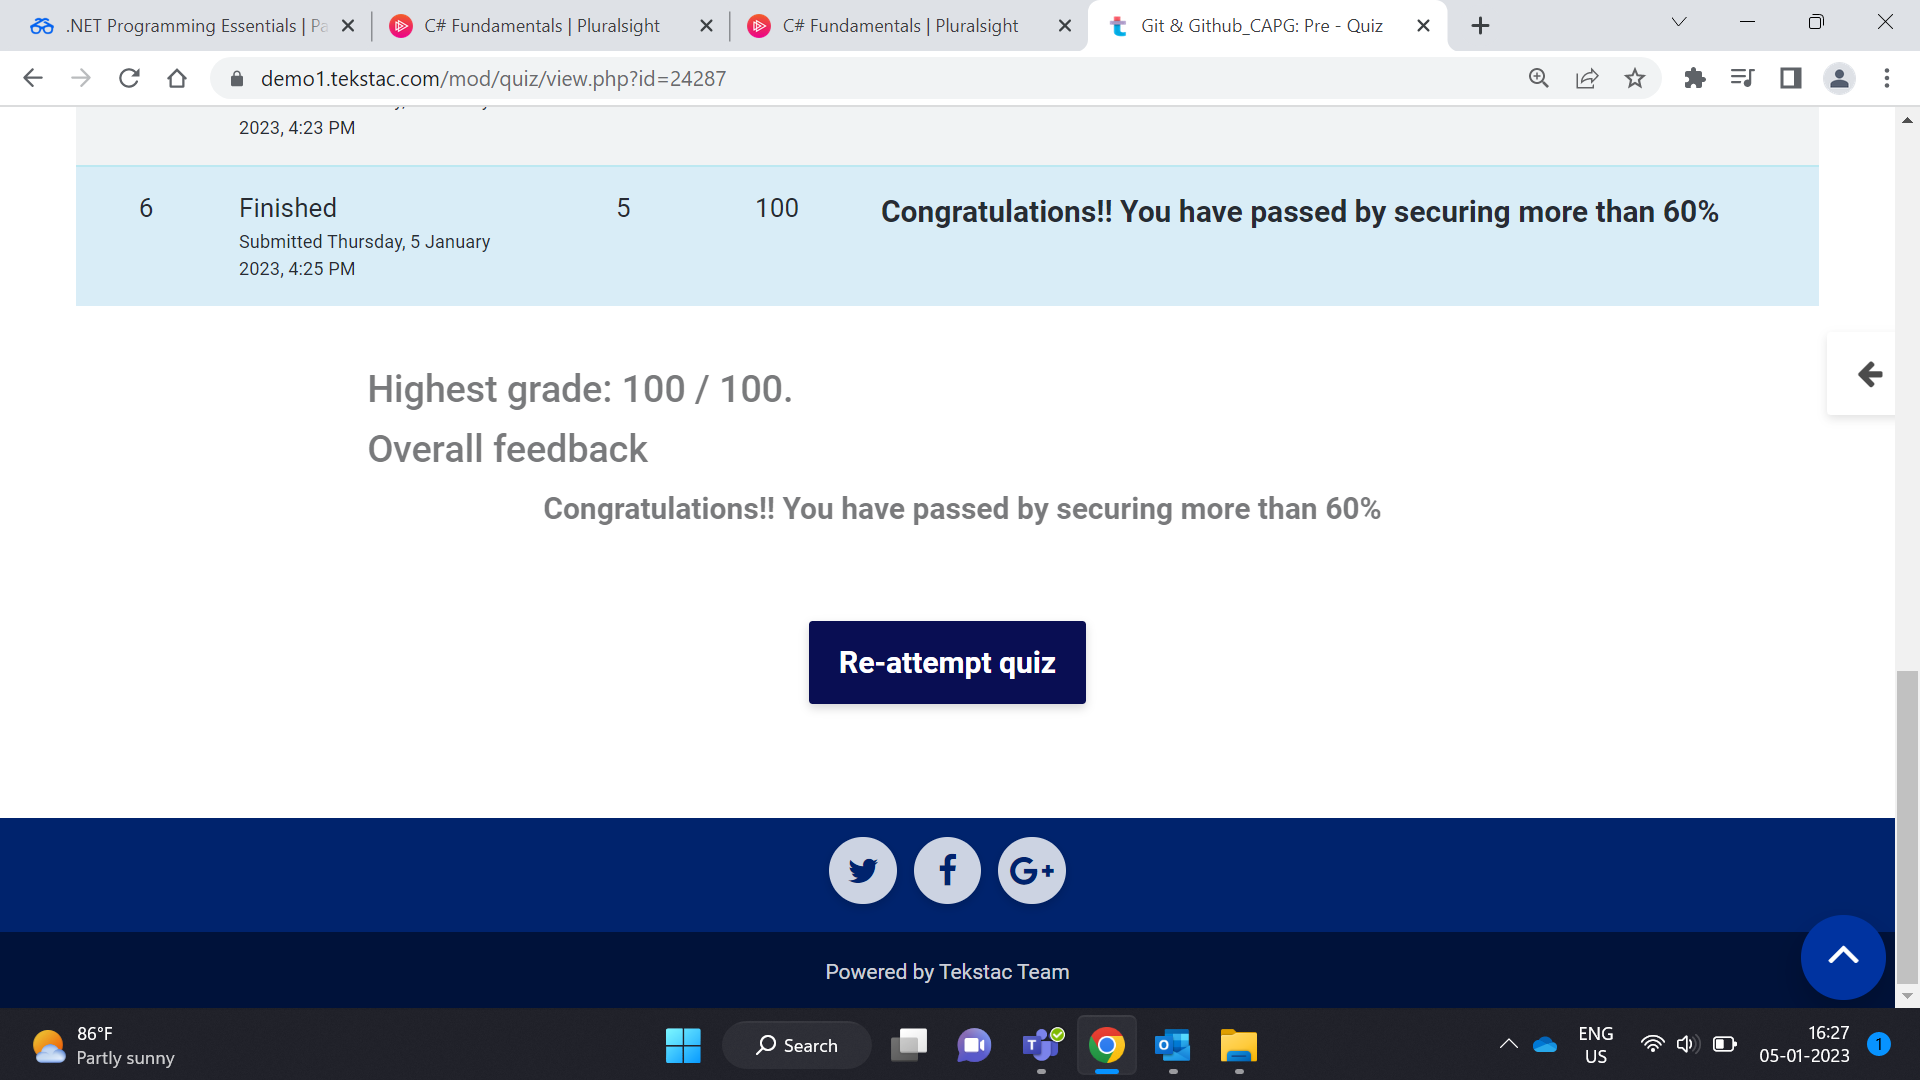 .NET Programming Essentials | Pa
C# Fundamentals | Pluralsight
C# Fundamentals | Pluralsight
Git & Github_CAPG: Pre - Quiz
demo1.tekstac.com/mod/quiz/view.php?id=24287
2023, 4:23 PM
6 Finished 5 100 Congratulations!! You have passed by securing more than 60%
Submitted Thursday, 5 January
2023, 4:25 PM
Highest grade: 100 / 100.
Overall feedback
Congratulations!! You have passed by securing more than 60%
Re-attempt quiz
G+
Powered by Tekstac Team
86°F
Partly sunny
Search
ENG
US
16:27
05-01-2023
1